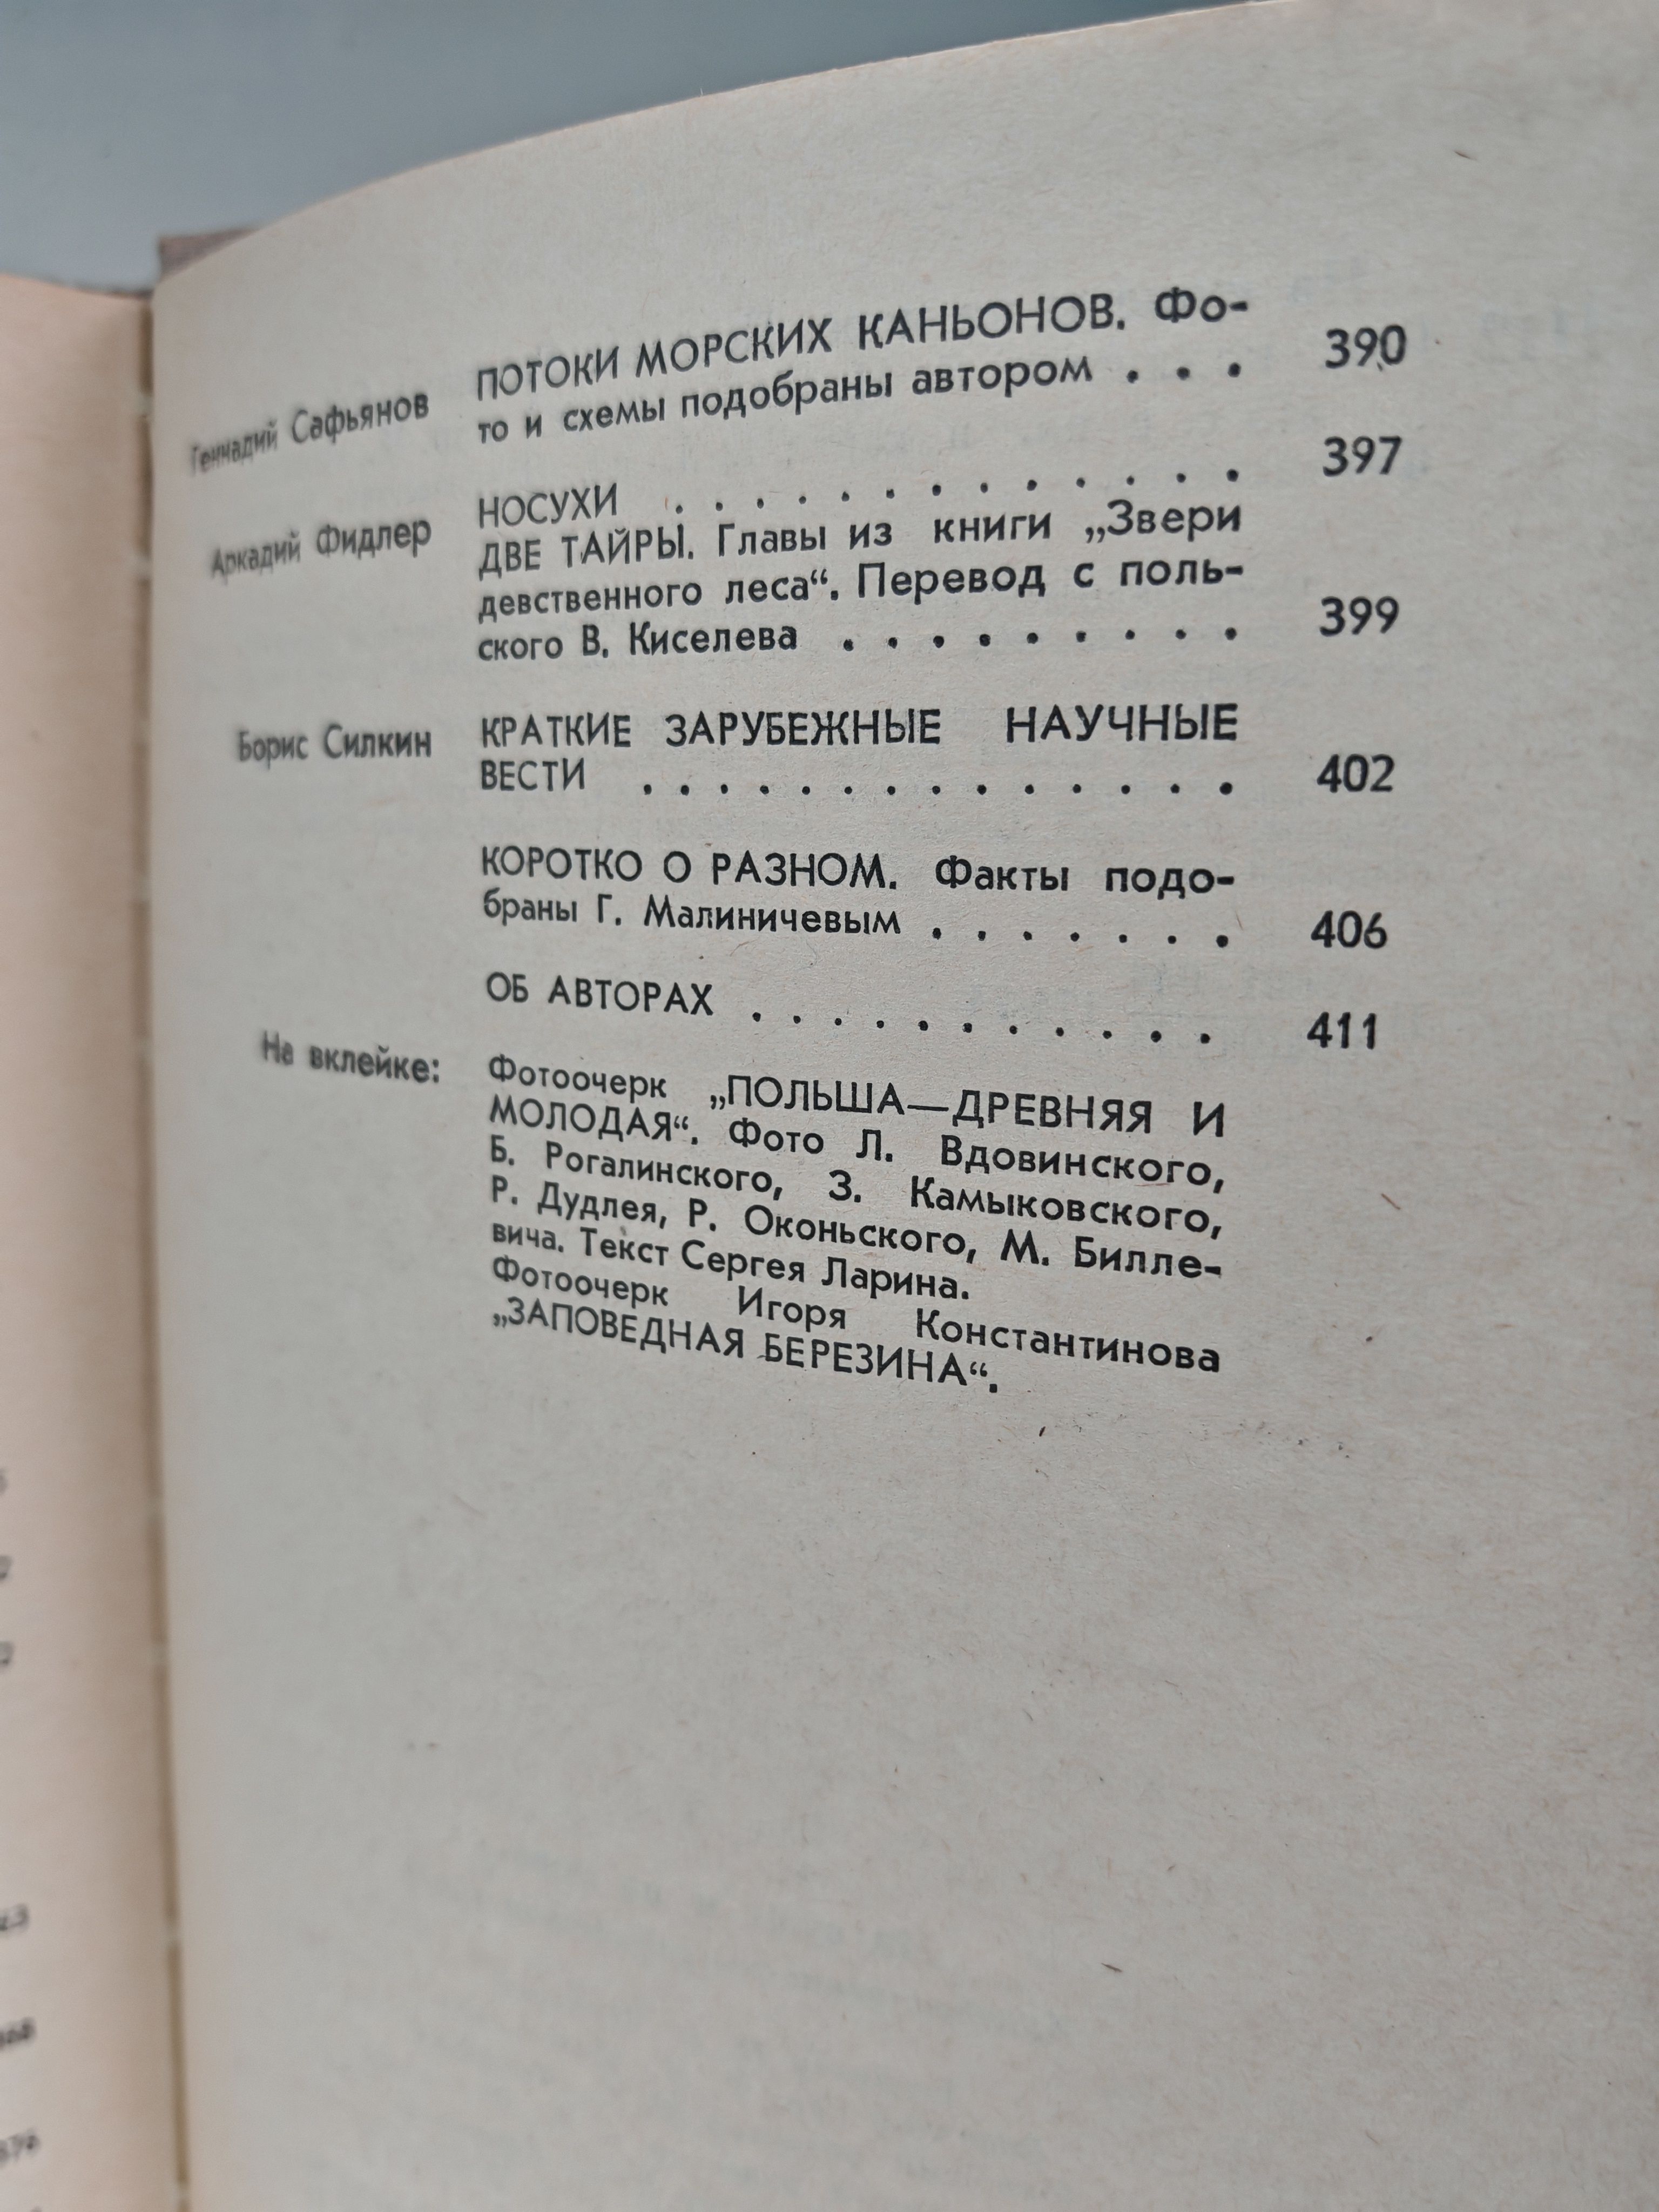 Геннадий Сафьянов ПОТОКИ МОРСКИХ КАНЬОНОВ. Фо-
то и схемы подобраны автором . . . 390
Аркадий Фидлер НОСУХИ . . . . . . . . . . . . . 397
ДВЕ ТАЙРЫ. Главы из книги „Звери
девственного леса“. Перевод с поль-
ского В. Киселева . . . . . . . . . 399
Борис Силкин КРАТКИЕ ЗАРУБЕЖНЫЕ НАУЧНЫЕ
ВЕСТИ . . . . . . . . . . . . . . 402
КОРОТКО О РАЗНОМ. Факты подо-
браны Г. Малиничевым . . . . . . . 406
ОБ АВТОРАХ . . . . . . . . . . . 411
На вклейке: Фотоочерк „ПОЛЬША—ДРЕВНЯЯ И
МОЛОДАЯ“. Фото Л. Вдовинского,
Б. Рогалинского, З. Камыковского,
Р. Дудлея, Р. Оконьского, М. Билле-
вича. Текст Сергея Ларина.
Фотоочерк Игоря Константинова
„ЗАПОВЕДНАЯ БЕРЕЗИНА“.